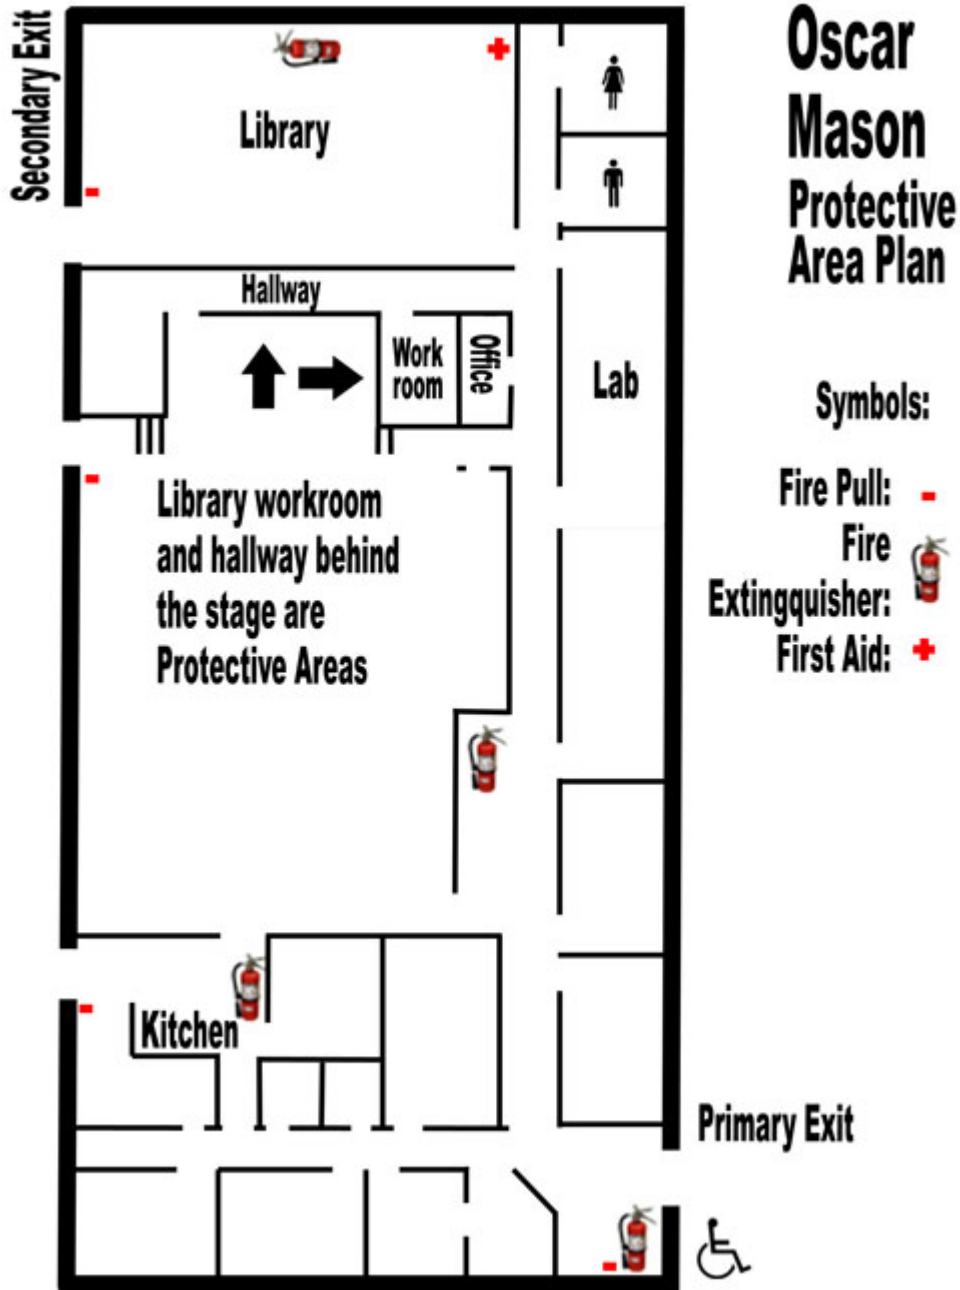 Oscar
Mason
Protective
Area Plan
Secondary Exit
Library
Hallway
Work
room
Office
Lab
Symbols:
Fire Pull:
Fire
Extingquisher:
First Aid:
Library workroom
and hallway behind
the stage are
Protective Areas
Kitchen
Primary Exit